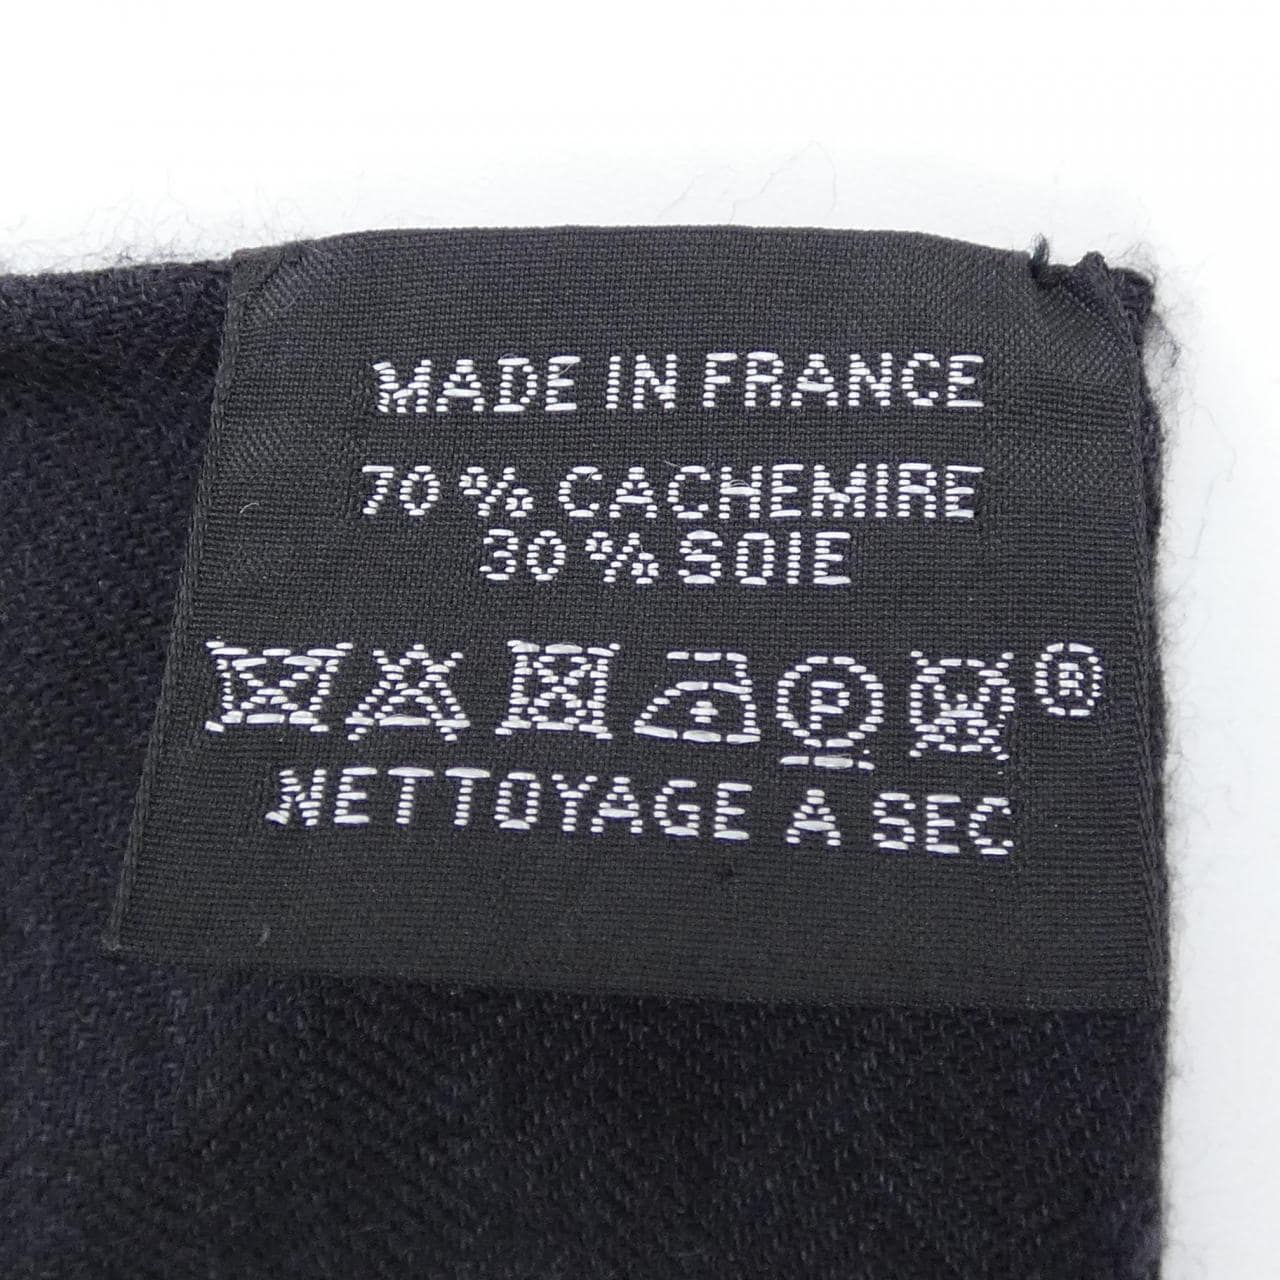 MADE IN FRANCE
70% CACHEMIRE
30% SOIE
P ®
NETTOYAGE A SEC